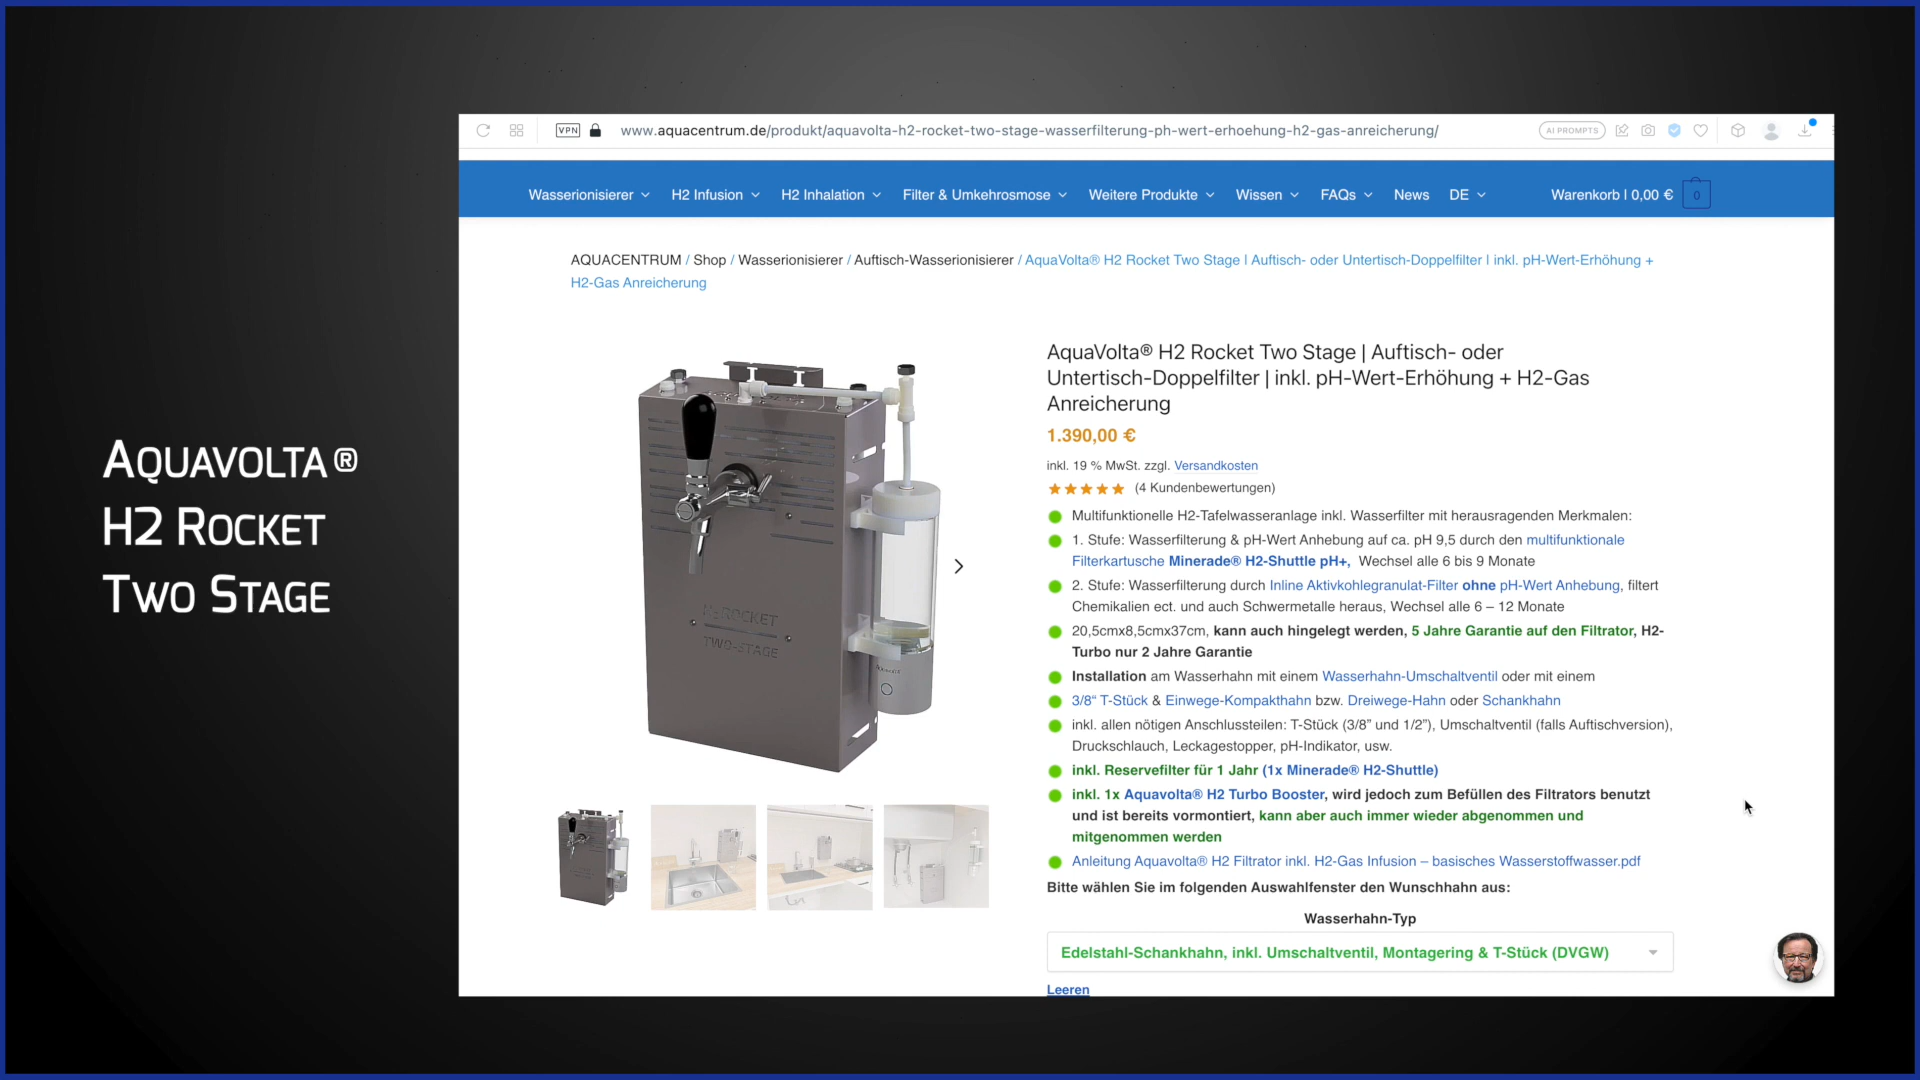 AQUAVOLTA®
H2 ROCKET
TWO STAGE
VPN
www.aquacentrum.de/produkt/aquavolta-h2-rocket-two-stage-wasserfilterung-ph-wert-erhoehung-h2-gas-anreicherung/
AI PROMPTS
Wasserionisierer H2 Infusion H2 Inhalation Filter & Umkehrosmose Weitere Produkte Wissen FAQs News DE Warenkorb | 0,00 € 0
AQUACENTRUM / Shop / Wasserionisierer / Auftisch-Wasserionisierer / AquaVolta® H2 Rocket Two Stage | Auftisch- oder Untertisch-Doppelfilter | inkl. pH-Wert-Erhöhung +
H2-Gas Anreicherung
H2 ROCKET
TWO-STAGE
AquaVolta® H2 Rocket Two Stage | Auftisch- oder
Untertisch-Doppelfilter | inkl. pH-Wert-Erhöhung + H2-Gas
Anreicherung
1.390,00 €
inkl. 19 % MwSt. zzgl. Versandkosten
(4 Kundenbewertungen)
Multifunktionelle H2-Tafelwasseranlage inkl. Wasserfilter mit herausragenden Merkmalen:
1. Stufe: Wasserfilterung & pH-Wert Anhebung auf ca. pH 9,5 durch den multifunktionale
Filterkartusche Minerade® H2-Shuttle pH+, Wechsel alle 6 bis 9 Monate
2. Stufe: Wasserfilterung durch Inline Aktivkohlegranulat-Filter ohne pH-Wert Anhebung, filtert
Chemikalien ect. und auch Schwermetalle heraus, Wechsel alle 6 – 12 Monate
20,5cmx8,5cmx37cm, kann auch hingelegt werden, 5 Jahre Garantie auf den Filtrator, H2-
Turbo nur 2 Jahre Garantie
Installation am Wasserhahn mit einem Wasserhahn-Umschaltventil oder mit einem
3/8“ T-Stück & Einwege-Kompakthahn bzw. Dreiwege-Hahn oder Schankhahn
inkl. allen nötigen Anschlussteilen: T-Stück (3/8” und 1/2”), Umschaltventil (falls Auftischversion),
Druckschlauch, Leckagestopper, pH-Indikator, usw.
inkl. Reservefilter für 1 Jahr (1x Minerade® H2-Shuttle)
inkl. 1x Aquavolta® H2 Turbo Booster, wird jedoch zum Befüllen des Filtrators benutzt
und ist bereits vormontiert, kann aber auch immer wieder abgenommen und
mitgenommen werden
Anleitung Aquavolta® H2 Filtrator inkl. H2-Gas Infusion – basisches Wasserstoffwasser.pdf
Bitte wählen Sie im folgenden Auswahlfenster den Wunschhahn aus:
Wasserhahn-Typ
Edelstahl-Schankhahn, inkl. Umschaltventil, Montagering & T-Stück (DVGW)
Leeren